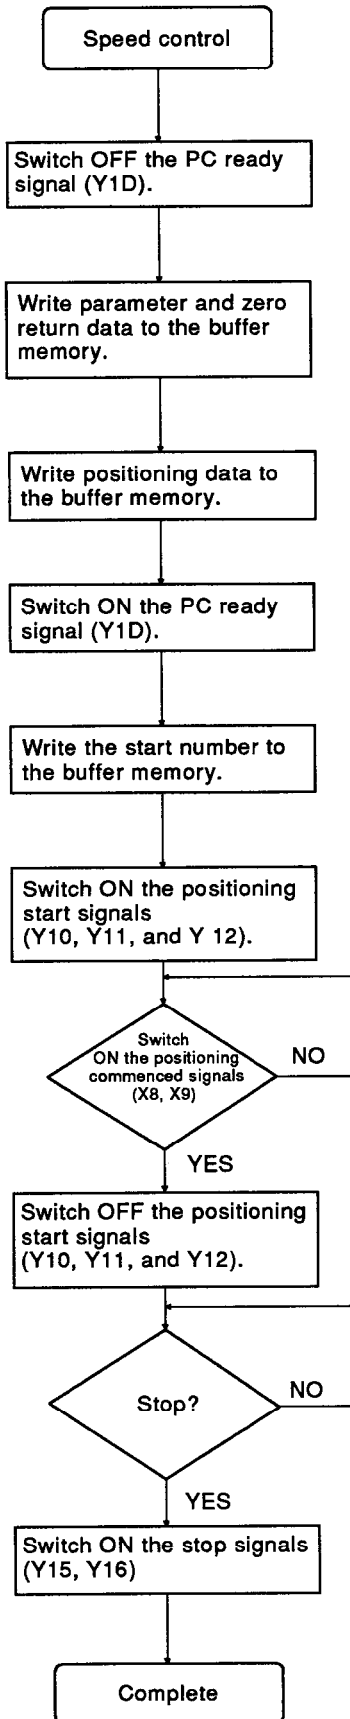 Speed control
Switch OFF the PC ready
signal (Y1D).
Write parameter and zero
return data to the buffer
memory.
Write positioning data to
the buffer memory.
Switch ON the PC ready
signal (Y1D).
Write the start number to
the buffer memory.
Switch ON the positioning
start signals
(Y10, Y11, and Y 12).
Switch
ON the positioning
commenced signals
(X8, X9)
NO
YES
Switch OFF the positioning
start signals
(Y10, Y11, and Y12).
Stop?
NO
YES
Switch ON the stop signals
(Y15, Y16)
Complete